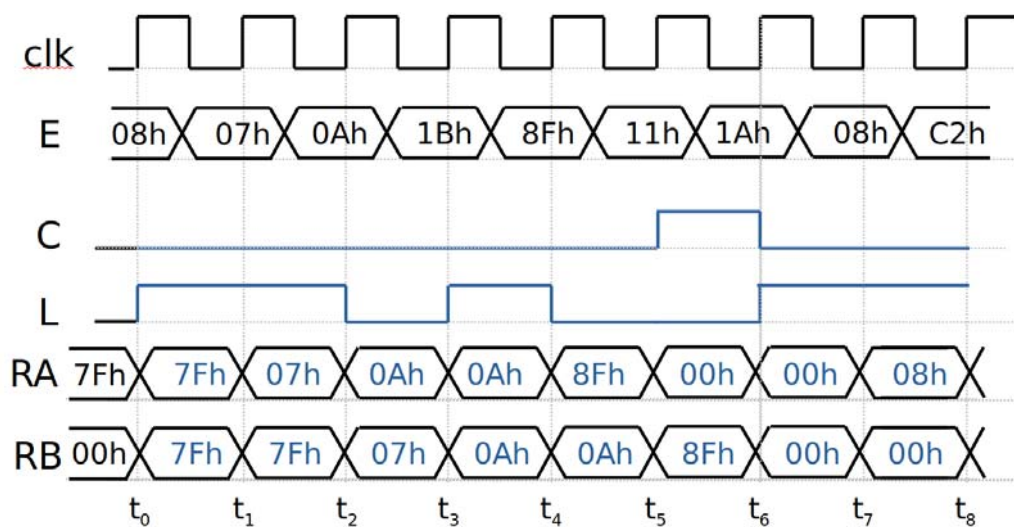 clk
E 08h 07h 0Ah 1Bh 8Fh 11h 1Ah 08h C2h
C
L
RA 7Fh 7Fh 07h 0Ah 0Ah 8Fh 00h 00h 08h
RB 00h 7Fh 7Fh 07h 0Ah 0Ah 8Fh 00h 00h
t₀ t₁ t₂ t₃ t₄ t₅ t₆ t₇ t₈